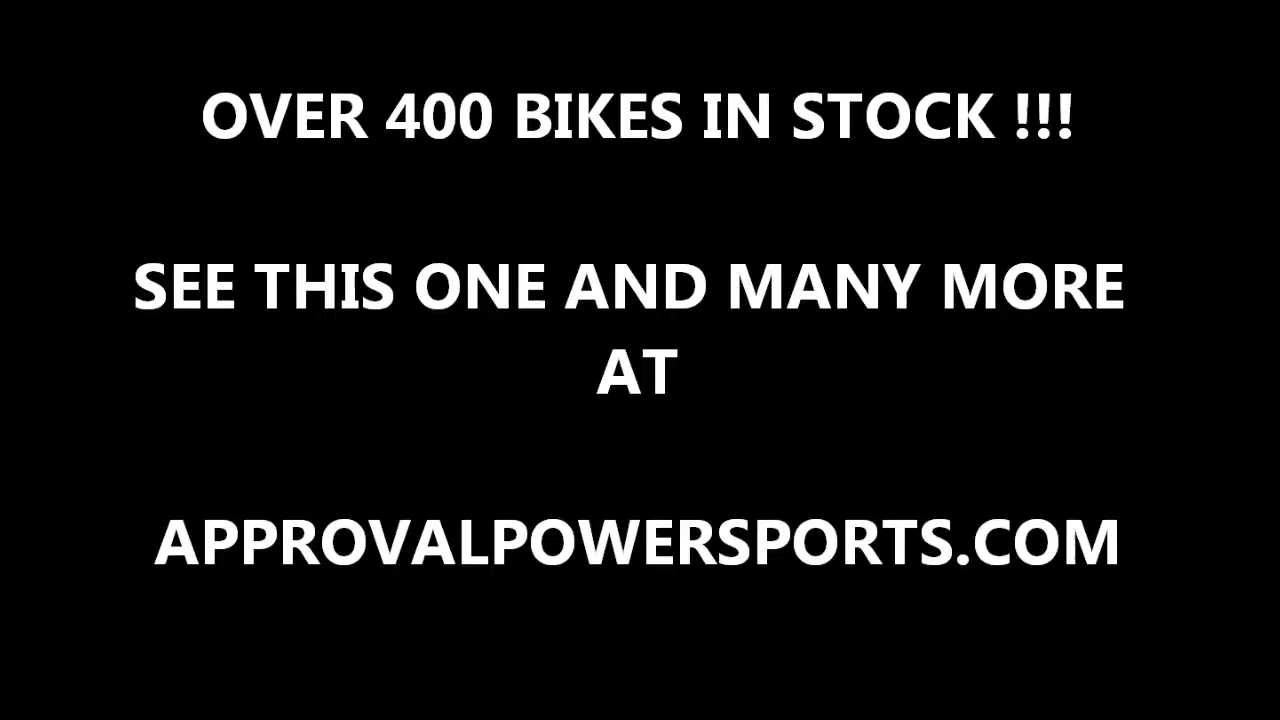 OVER 400 BIKES IN STOCK !!!
SEE THIS ONE AND MANY MORE
AT
APPROVALPOWERSPORTS.COM